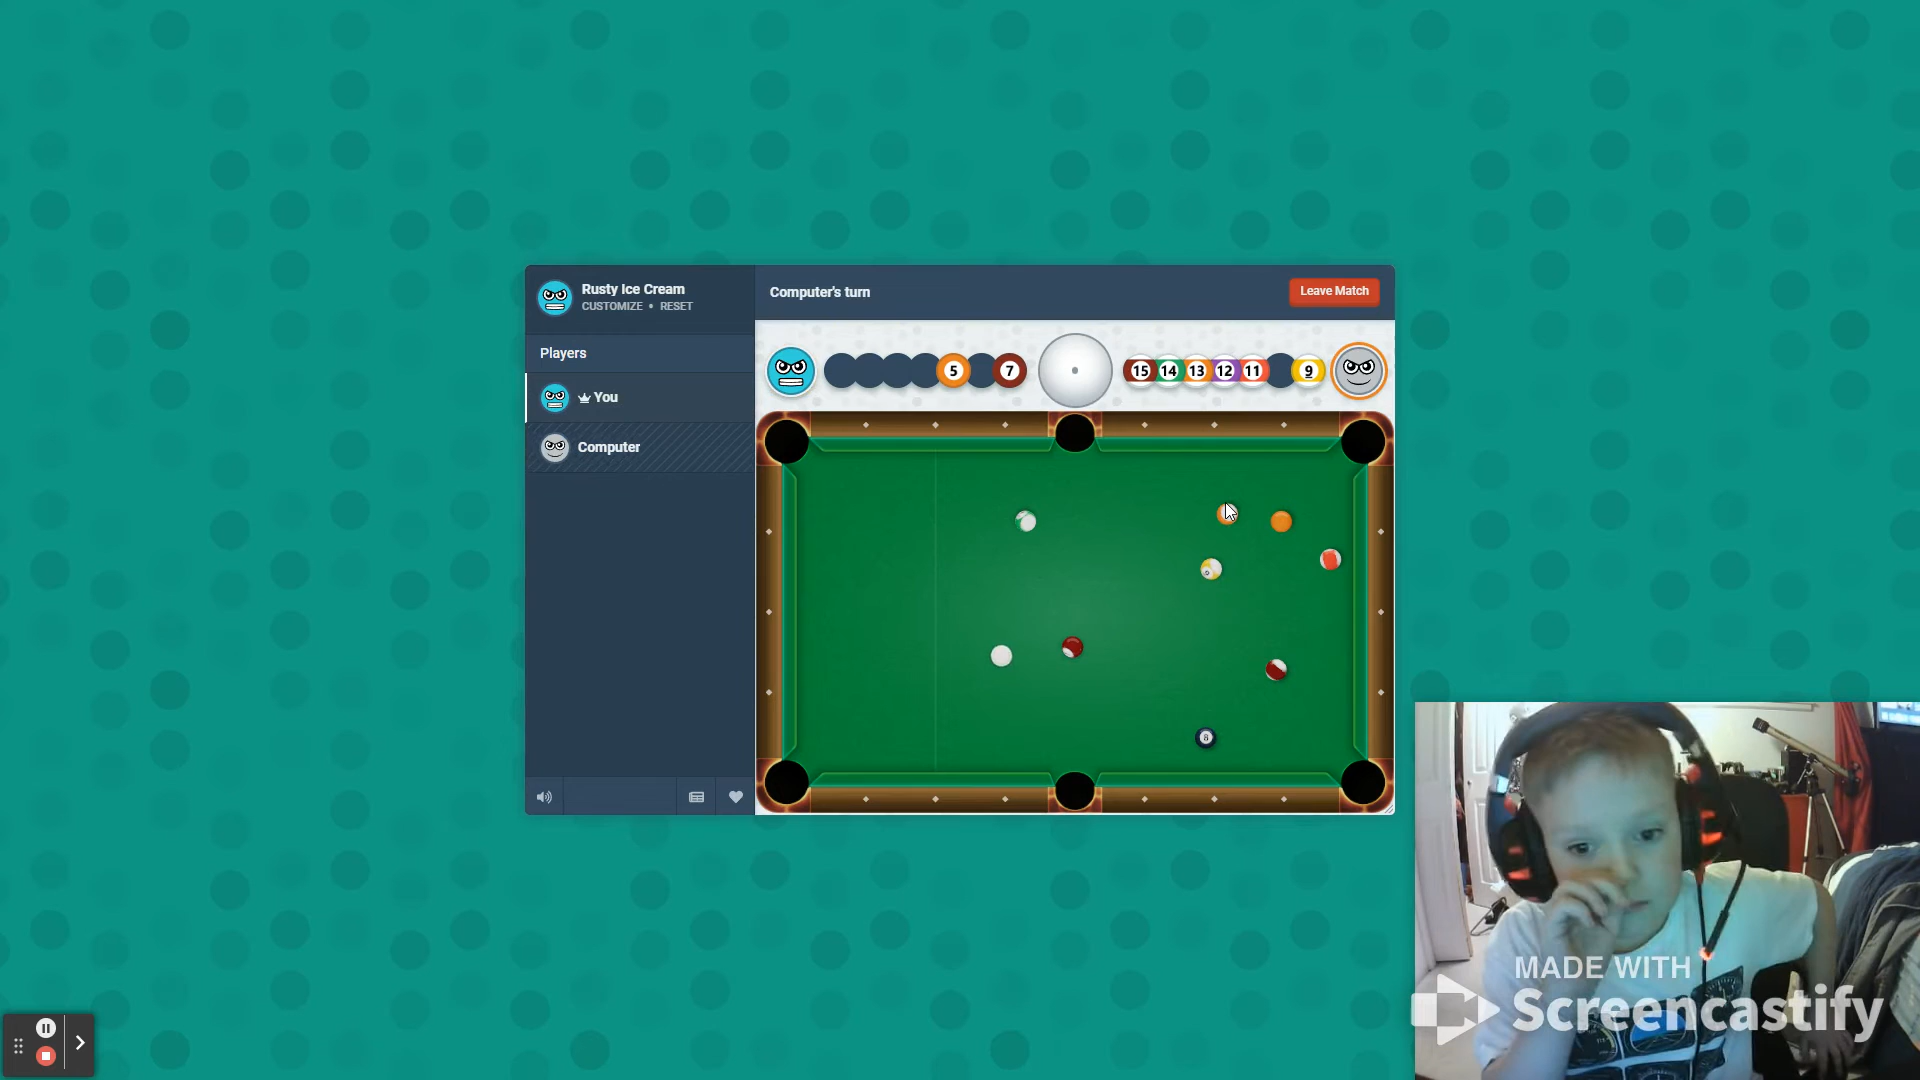 Rusty Ice Cream
CUSTOMIZE • RESET
Computer's turn
Leave Match
Players
You
Computer
5
7
15
14
13
12
11
9
8
MADE WITH
Screencastify